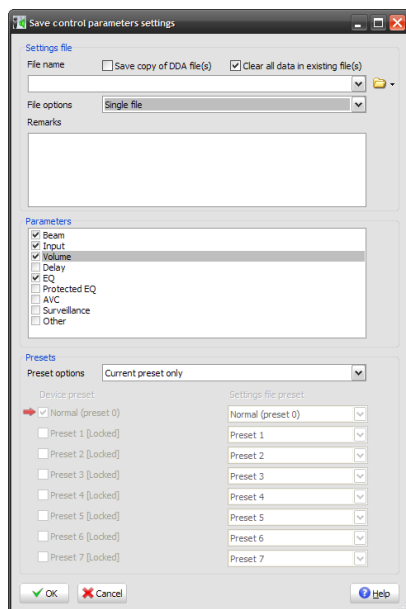 Save control parameters settings
Settings file
File name Save copy of DDA file(s) Clear all data in existing file(s)
File options Single file
Remarks
Parameters
Beam
Input
Volume
Delay
EQ
Protected EQ
AVC
Surveillance
Other
Presets
Preset options Current preset only
Device preset Settings file preset
Normal (preset 0) Normal (preset 0)
Preset 1 [Locked] Preset 1
Preset 2 [Locked] Preset 2
Preset 3 [Locked] Preset 3
Preset 4 [Locked] Preset 4
Preset 5 [Locked] Preset 5
Preset 6 [Locked] Preset 6
Preset 7 [Locked] Preset 7
OK Cancel Help